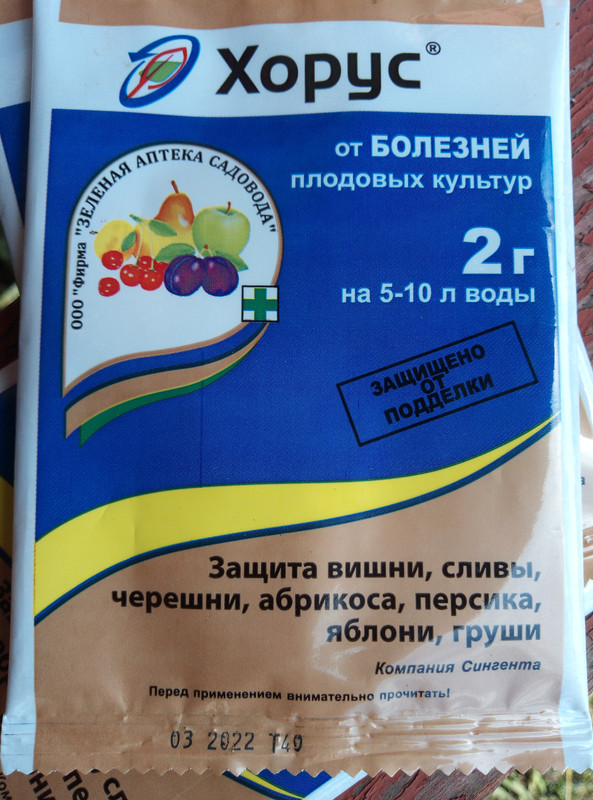 Хорус®
ООО "Фирма "ЗЕЛЕНАЯ АПТЕКА САДОВОДА"
от БОЛЕЗНЕЙ
плодовых культур
2 г
на 5-10 л воды
ЗАЩИЩЕНО
ОТ
ПОДДЕЛКИ
Защита вишни, сливы,
черешни, абрикоса, персика,
яблони, груши
Компания Сингента
Перед применением внимательно прочитать!
03 2022 T40